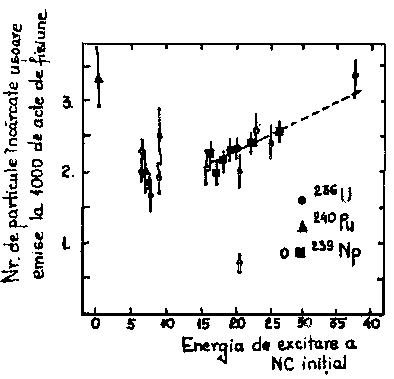 Nr. de particule încărcate usoare
emise la 1000 de acte de fisiune
3.
2.
1.
● 236U
▲ 240Pu
○ ■ 239Np
0 5 10 15 20 25 30 35 40
Energia de excitare a
NC inițial